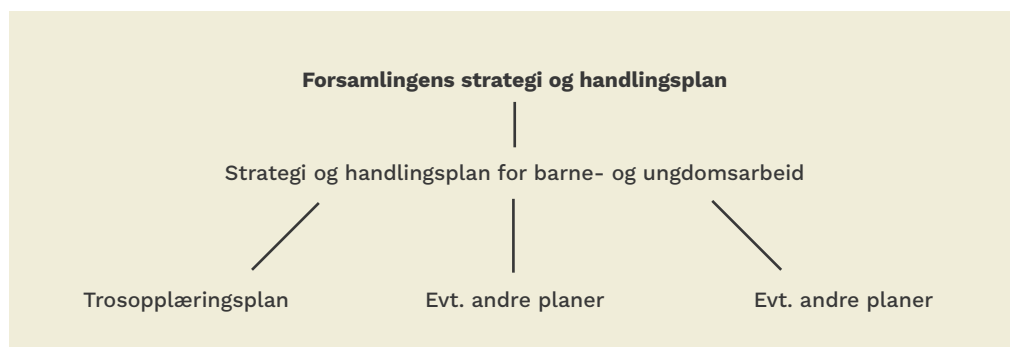 Forsamlingens strategi og handlingsplan
Strategi og handlingsplan for barne- og ungdomsarbeid
Trosopplæringsplan
Evt. andre planer
Evt. andre planer